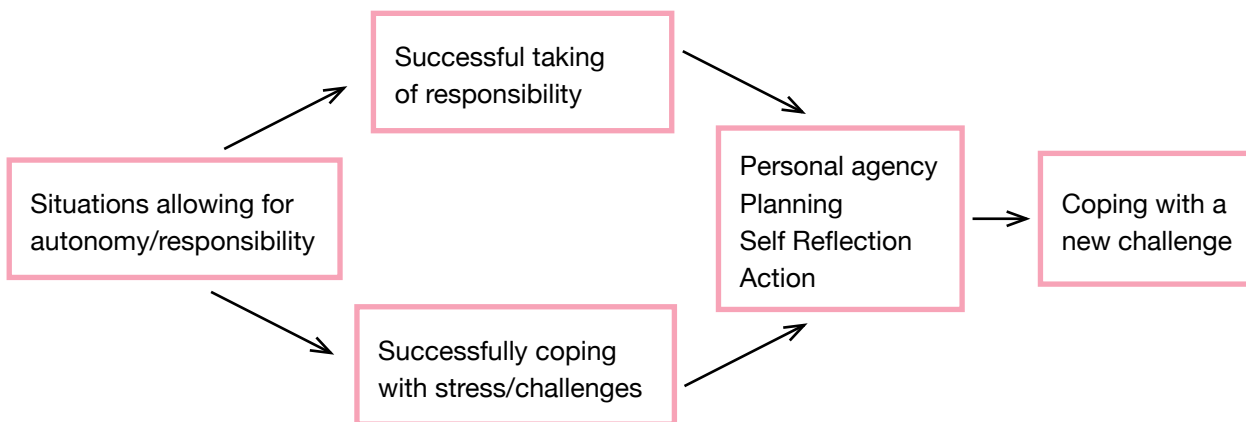 Situations allowing for
autonomy/responsibility
Successful taking
of responsibility
Successfully coping
with stress/challenges
Personal agency
Planning
Self Reflection
Action
Coping with a
new challenge